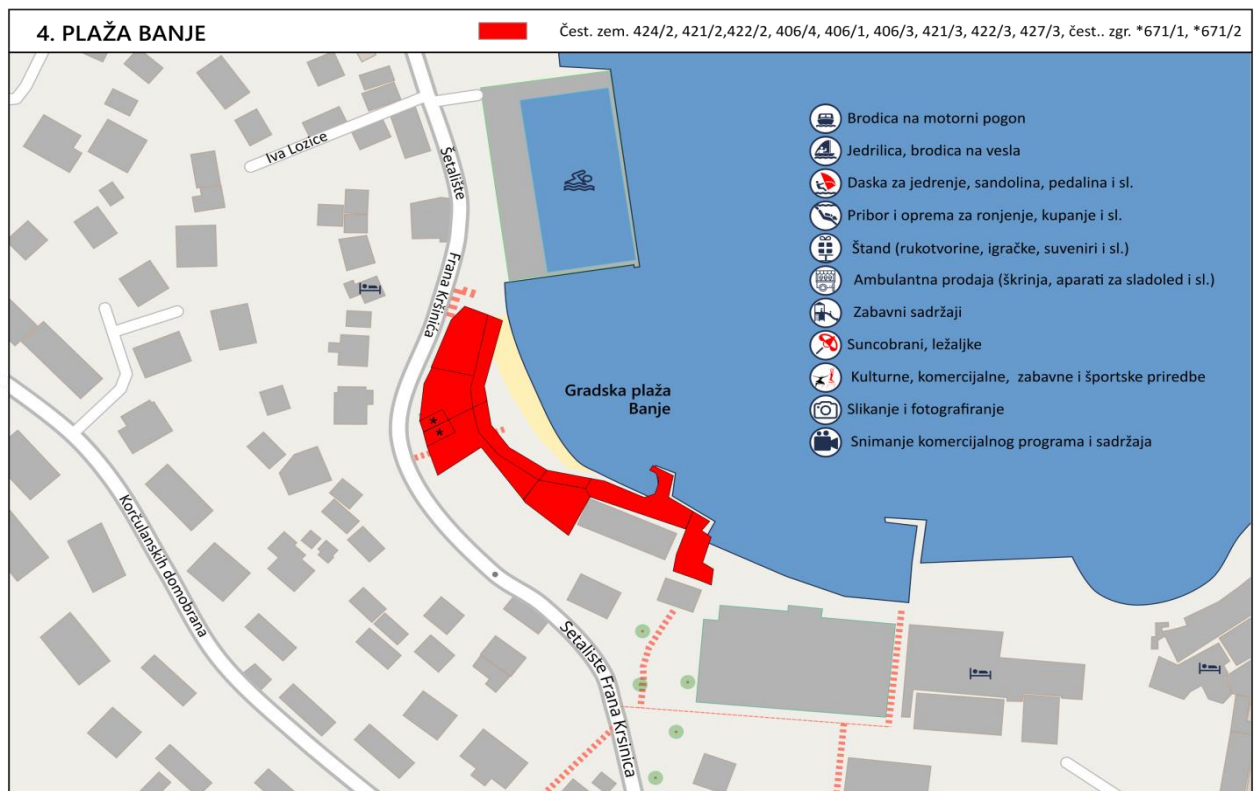 4. PLAŽA BANJE
Čest. zem. 424/2, 421/2,422/2, 406/4, 406/1, 406/3, 421/3, 422/3, 427/3, čest.. zgr. *671/1, *671/2
Iva Lozice
Šetalište
Frana Kršinića
Brodica na motorni pogon
Jedrilica, brodica na vesla
Daska za jedrenje, sandolina, pedalina i sl.
Pribor i oprema za ronjenje, kupanje i sl.
Štand (rukotvorine, igračke, suveniri i sl.)
Ambulantna prodaja (škrinja, aparati za sladoled i sl.)
Zabavni sadržaji
Suncobrani, ležaljke
Kulturne, komercijalne, zabavne i športske priredbe
Slikanje i fotografiranje
Snimanje komercijalnog programa i sadržaja
Gradska plaža
Banje
*
*
Korčulanskih domobrana
Setaliste Frana Krsinica